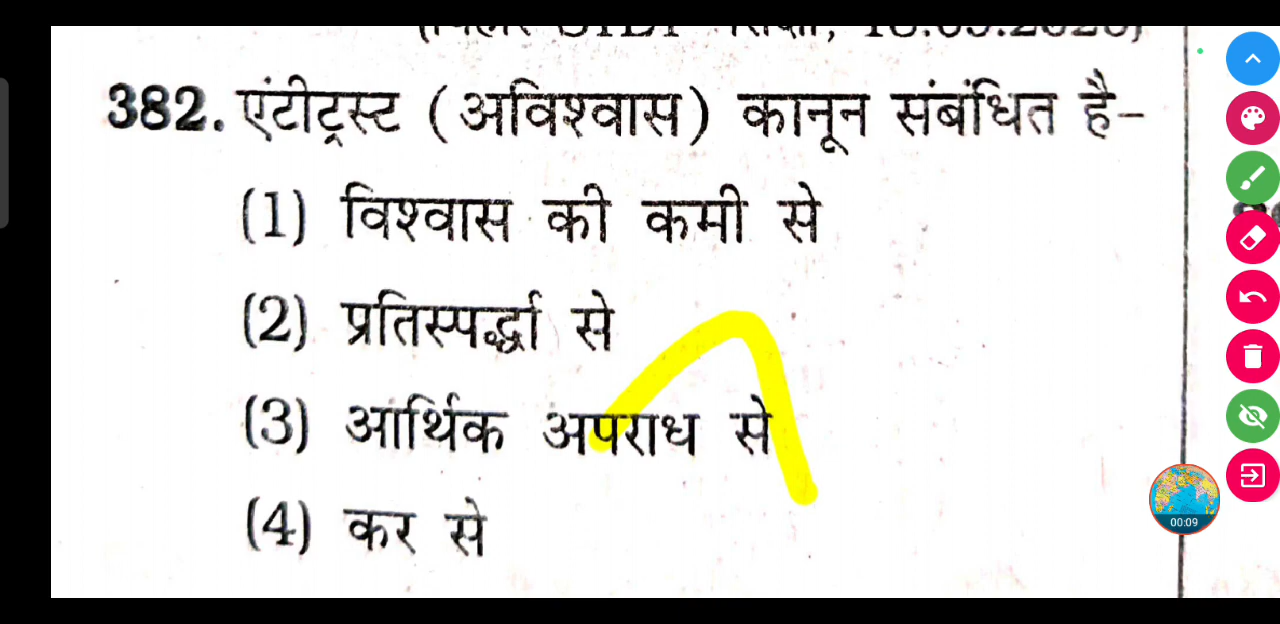 382. एंटीट्रस्ट (अविश्वास) कानून संबंधित है–
(1) विश्वास की कमी से
(2) प्रतिस्पर्द्धा से
(3) आर्थिक अपराध से
(4) कर से
00:09